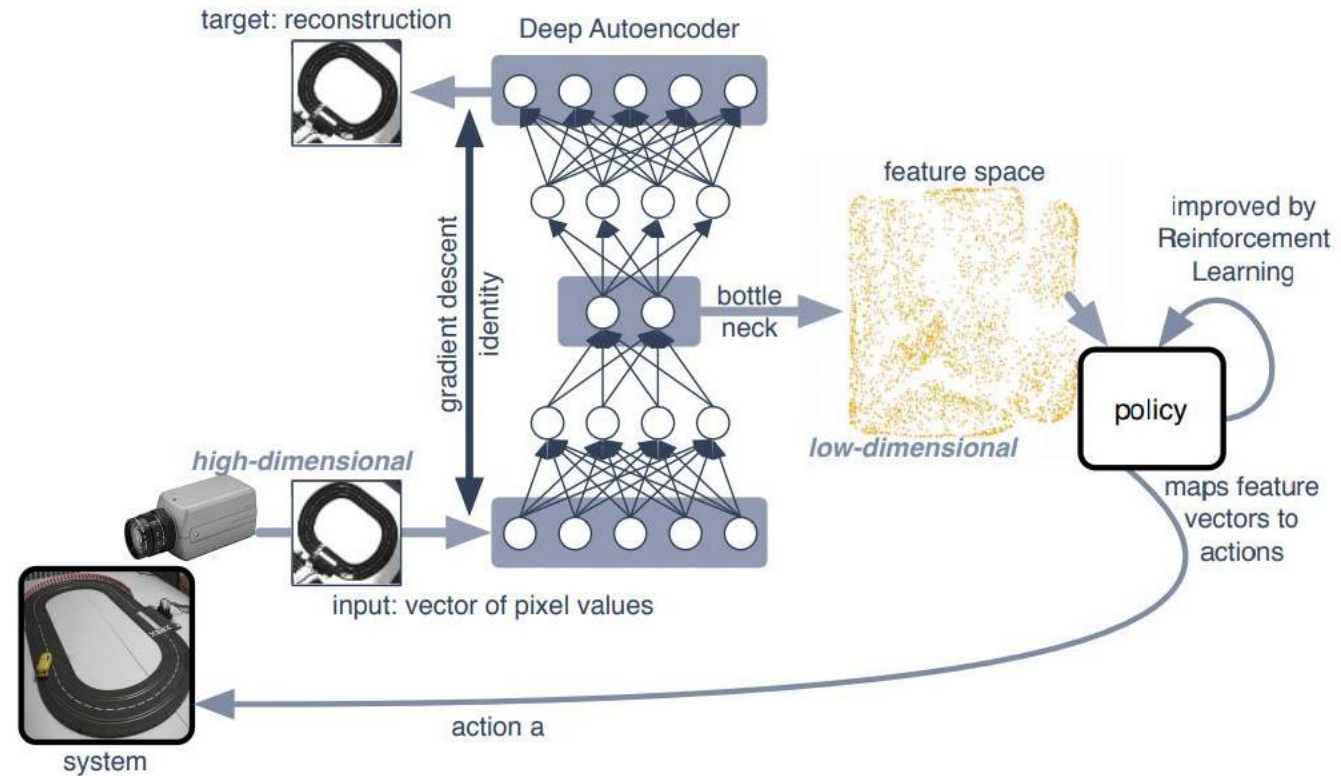 target: reconstruction
Deep Autoencoder
feature space
improved by
Reinforcement
Learning
gradient descent
identity
bottle
neck
policy
low-dimensional
high-dimensional
maps feature
vectors to
actions
input: vector of pixel values
action a
system